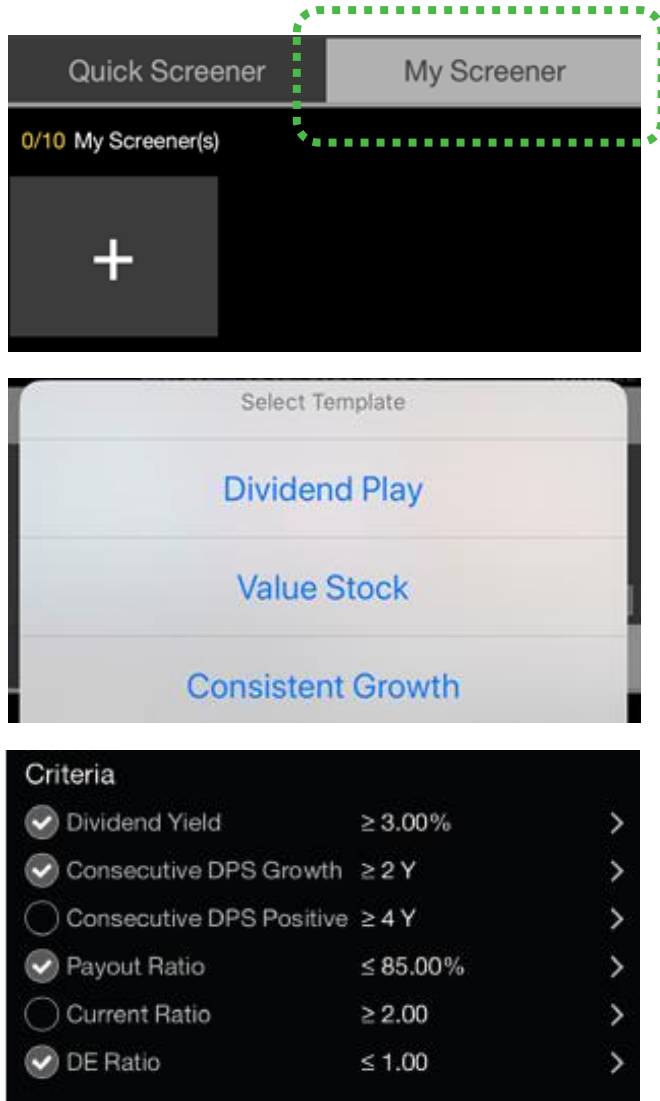 Quick Screener My Screener
0/10 My Screener(s)
+
Select Template
Dividend Play
Value Stock
Consistent Growth
Criteria
Dividend Yield ≥ 3.00%
Consecutive DPS Growth ≥ 2 Y
Consecutive DPS Positive ≥ 4 Y
Payout Ratio ≤ 85.00%
Current Ratio ≥ 2.00
DE Ratio ≤ 1.00